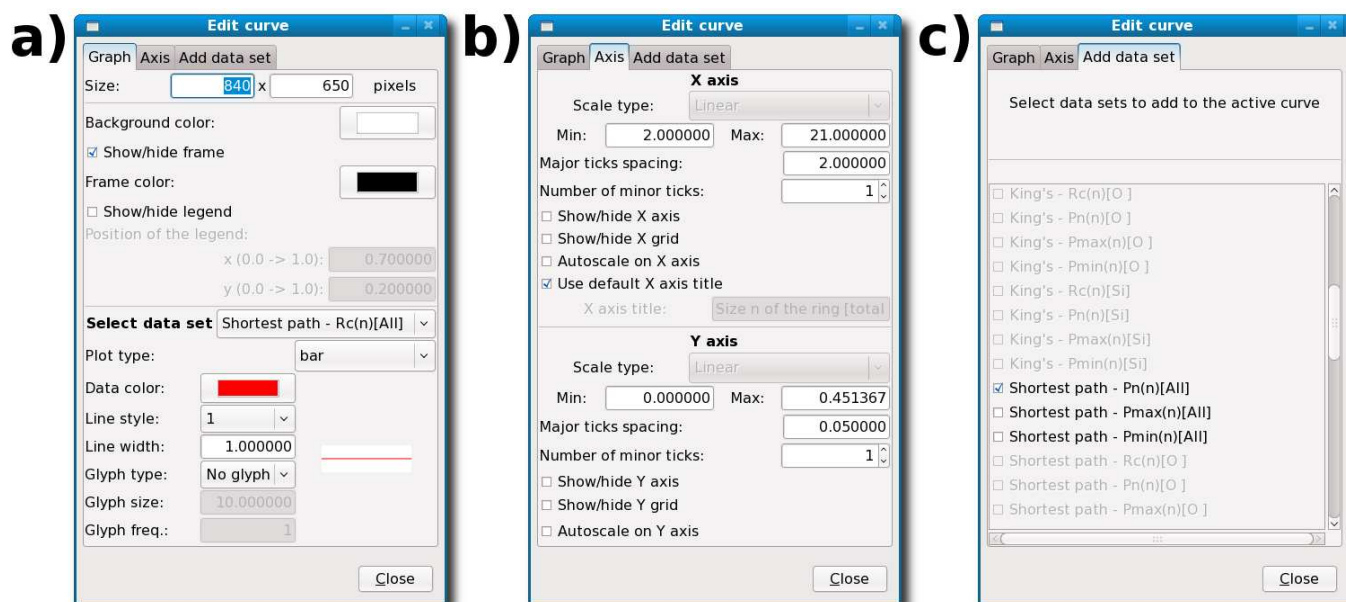 a)
Edit curve
Graph Axis Add data set
Size: 840 x 650 pixels
Background color:
Show/hide frame
Frame color:
Show/hide legend
Position of the legend:
x (0.0 -> 1.0): 0.700000
y (0.0 -> 1.0): 0.200000
Select data set Shortest path - Rc(n)[All]
Plot type: bar
Data color:
Line style: 1
Line width: 1.000000
Glyph type: No glyph
Glyph size: 10.000000
Glyph freq.: 1
Close
b)
Edit curve
Graph Axis Add data set
X axis
Scale type: Linear
Min: 2.000000 Max: 21.000000
Major ticks spacing: 2.000000
Number of minor ticks: 1
Show/hide X axis
Show/hide X grid
Autoscale on X axis
Use default X axis title
X axis title: Size n of the ring [total
Y axis
Scale type: Linear
Min: 0.000000 Max: 0.451367
Major ticks spacing: 0.050000
Number of minor ticks: 1
Show/hide Y axis
Show/hide Y grid
Autoscale on Y axis
Close
c)
Edit curve
Graph Axis Add data set
Select data sets to add to the active curve
King's - Rc(n)[O ]
King's - Pn(n)[O ]
King's - Pmax(n)[O ]
King's - Pmin(n)[O ]
King's - Rc(n)[Si]
King's - Pn(n)[Si]
King's - Pmax(n)[Si]
King's - Pmin(n)[Si]
Shortest path - Pn(n)[All]
Shortest path - Pmax(n)[All]
Shortest path - Pmin(n)[All]
Shortest path - Rc(n)[O ]
Shortest path - Pn(n)[O ]
Shortest path - Pmax(n)[O ]
Close